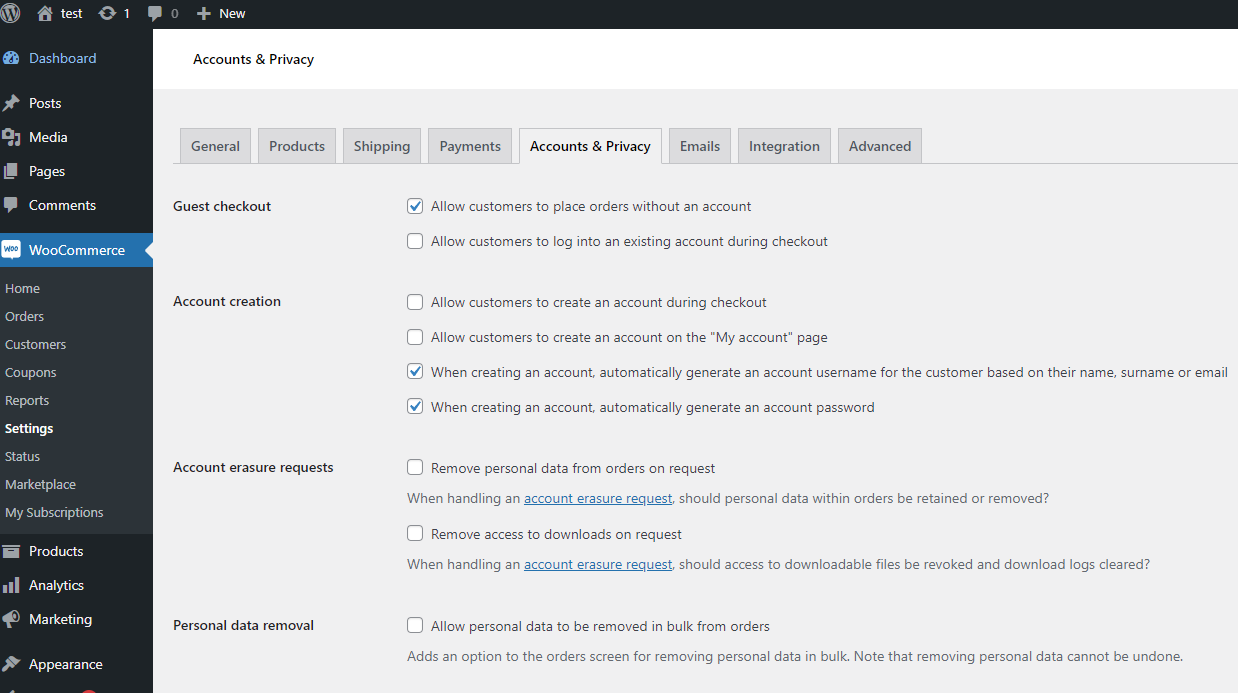 test 1 0 New
Dashboard
Posts
Media
Pages
Comments
WOO WooCommerce
Home
Orders
Customers
Coupons
Reports
Settings
Status
Marketplace
My Subscriptions
Products
Analytics
Marketing
Appearance
Accounts & Privacy
General Products Shipping Payments Accounts & Privacy Emails Integration Advanced
Guest checkout
Allow customers to place orders without an account
Allow customers to log into an existing account during checkout
Account creation
Allow customers to create an account during checkout
Allow customers to create an account on the "My account" page
When creating an account, automatically generate an account username for the customer based on their name, surname or email
When creating an account, automatically generate an account password
Account erasure requests
Remove personal data from orders on request
When handling an account erasure request, should personal data within orders be retained or removed?
Remove access to downloads on request
When handling an account erasure request, should access to downloadable files be revoked and download logs cleared?
Personal data removal
Allow personal data to be removed in bulk from orders
Adds an option to the orders screen for removing personal data in bulk. Note that removing personal data cannot be undone.